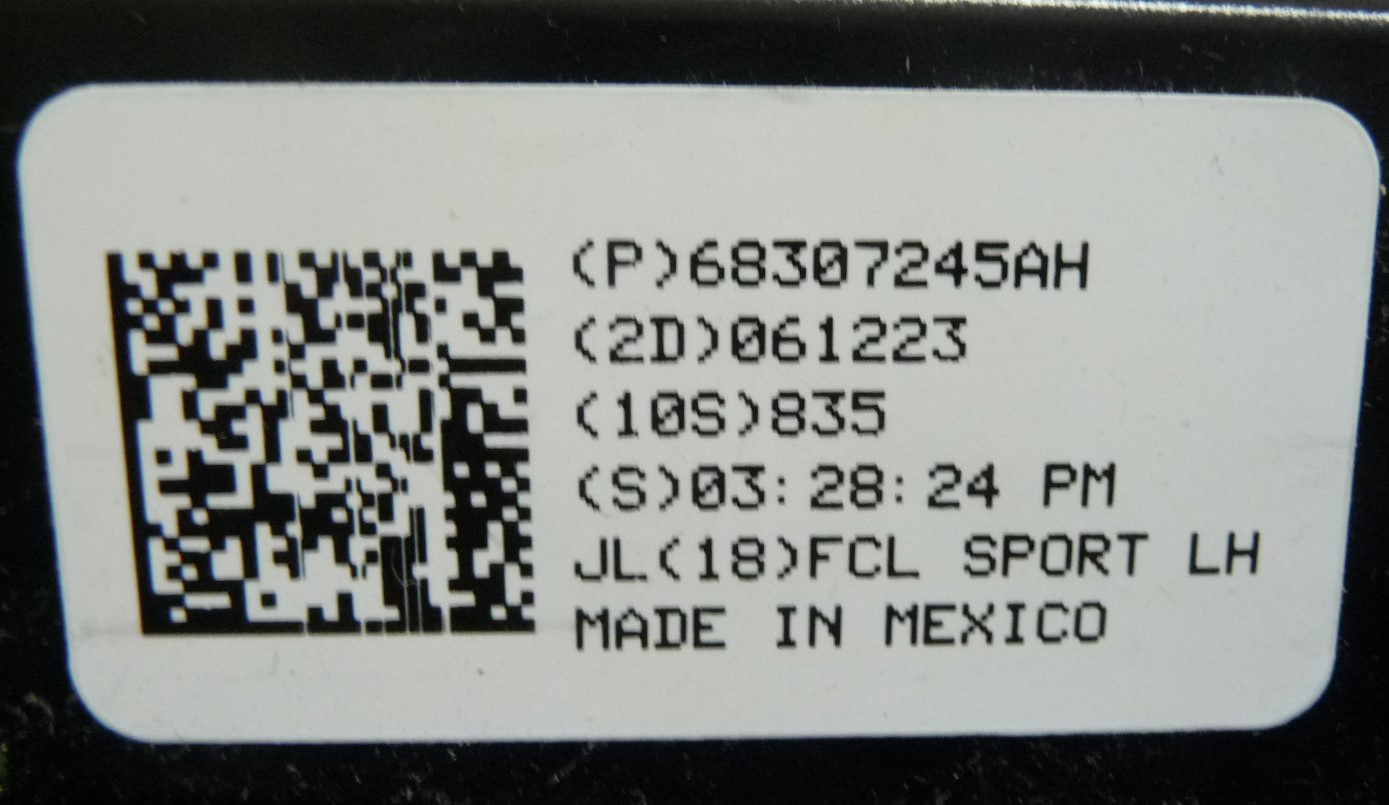 (P)68307245AH
(2D)061223
(10S)835
(S)03:28:24 PM
JL(18)FCL SPORT LH
MADE IN MEXICO